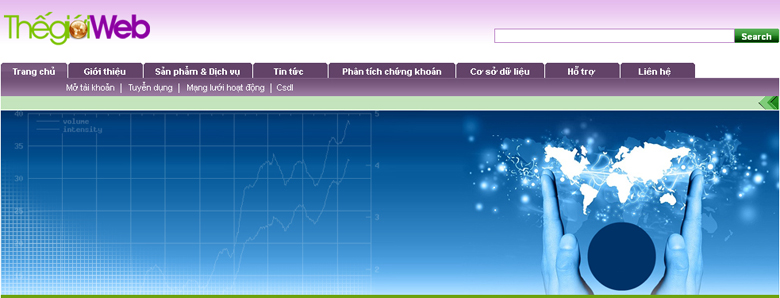 ThếgiớiWeb
Search
Trang chủ Giới thiệu Sản phẩm & Dịch vụ Tin tức Phân tích chứng khoán Cơ sở dữ liệu Hỗ trợ Liên hệ
Mở tài khoản | Tuyển dụng | Mạng lưới hoạt động | Csdl
40 5
volume
intensity
35
4
30
25 3
20
2